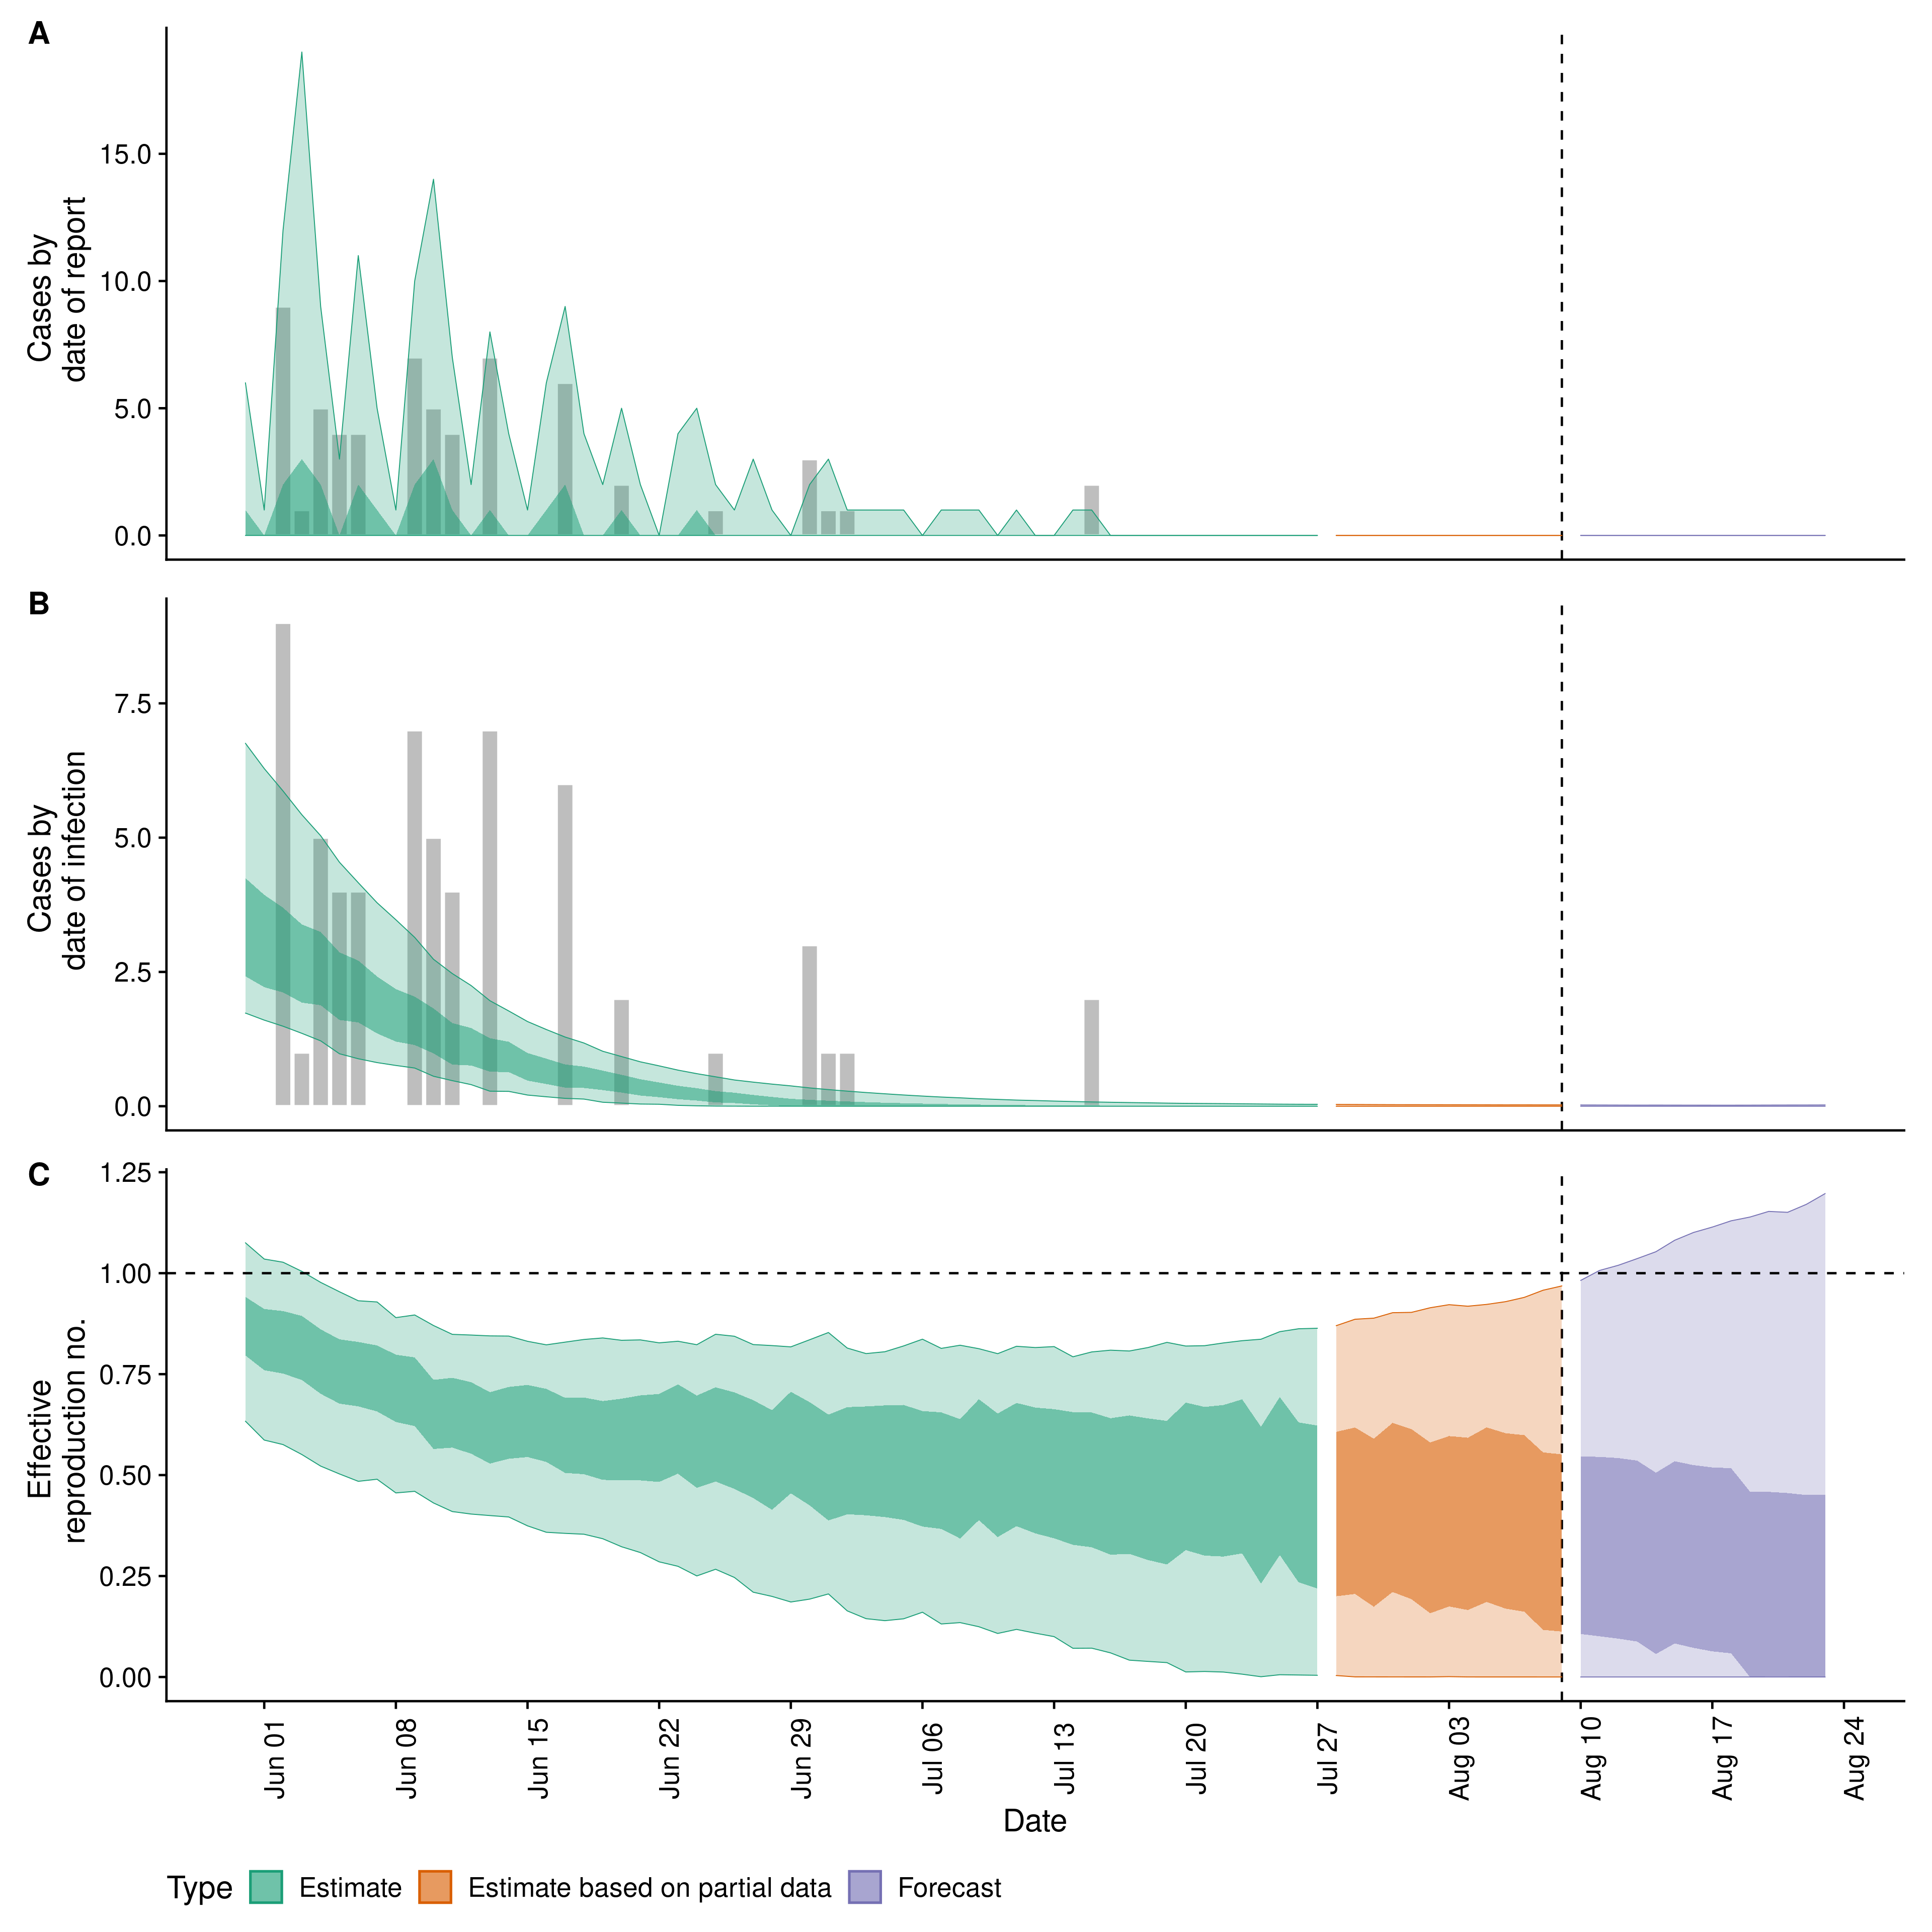 A
Cases by
date of report
15.0
10.0
5.0
0.0
B
Cases by
date of infection
7.5
5.0
2.5
0.0
C
Effective
reproduction no.
1.25
1.00
0.75
0.50
0.25
0.00
Jun 01
Jun 08
Jun 15
Jun 22
Jun 29
Jul 06
Jul 13
Jul 20
Jul 27
Aug 03
Aug 10
Aug 17
Aug 24
Date
Type Estimate Estimate based on partial data Forecast